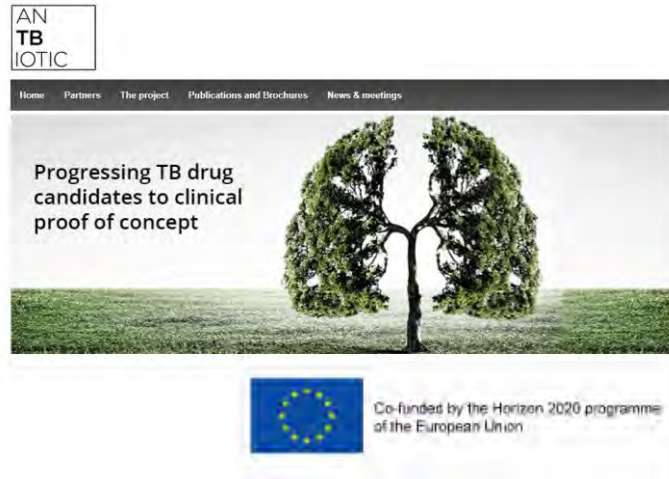 AN
TB
IOTIC
Home Partners The project Publications and Brochures News & meetings
Progressing TB drug
candidates to clinical
proof of concept
Co-funded by the Horizon 2020 programme
of the European Union